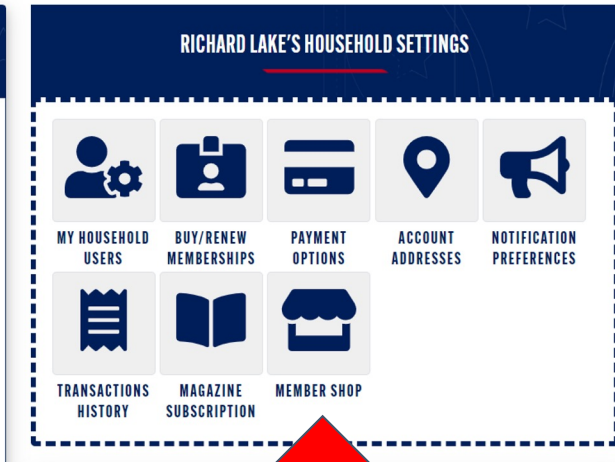 RICHARD LAKE'S HOUSEHOLD SETTINGS
MY HOUSEHOLD
USERS
BUY/RENEW
MEMBERSHIPS
PAYMENT
OPTIONS
ACCOUNT
ADDRESSES
NOTIFICATION
PREFERENCES
TRANSACTIONS
HISTORY
MAGAZINE
SUBSCRIPTION
MEMBER SHOP